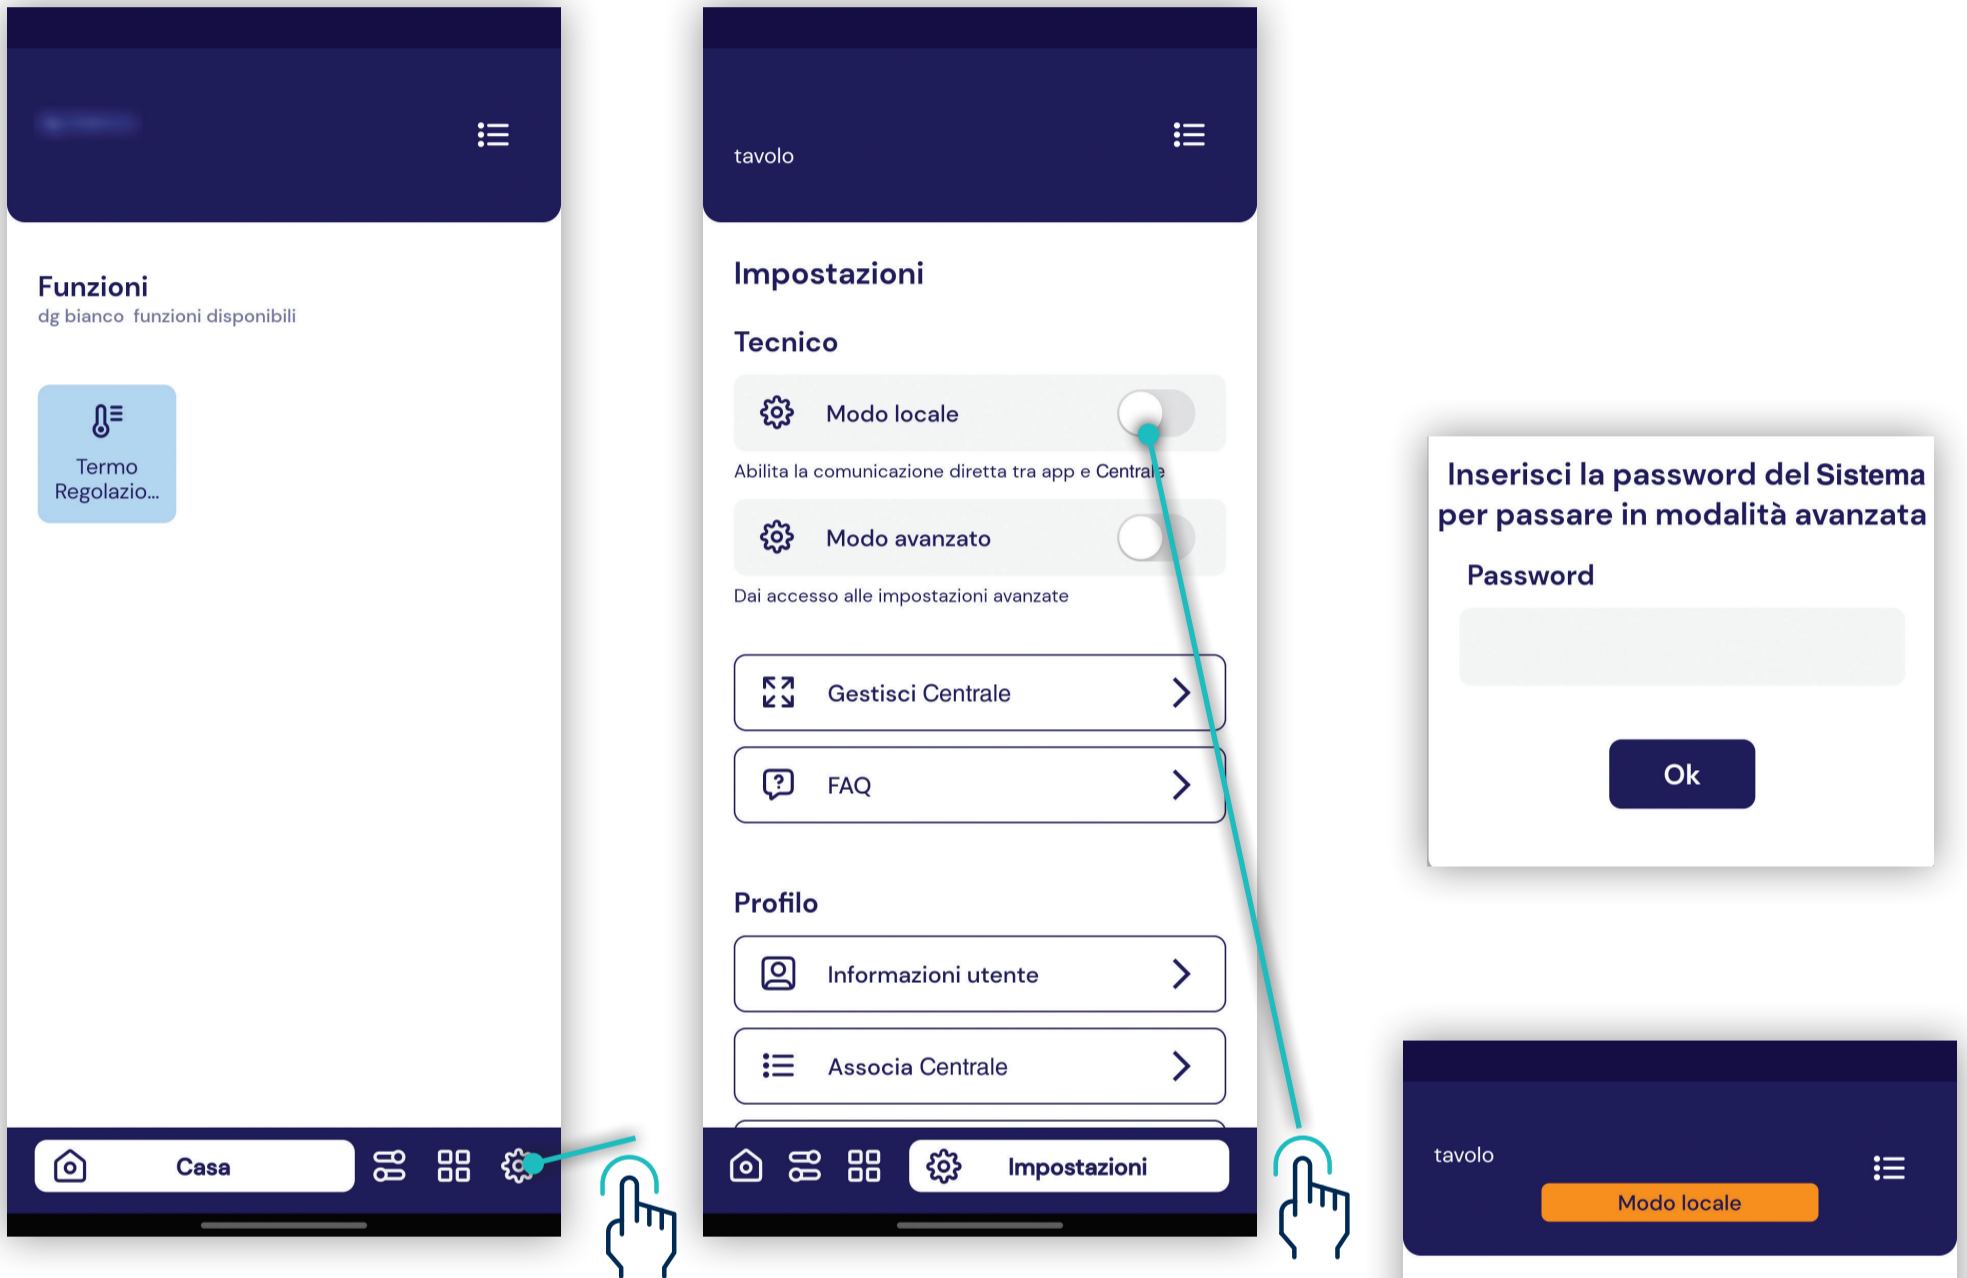 Funzioni
dg bianco funzioni disponibili
Termo
Regolazio...
Casa
tavolo
Impostazioni
Tecnico
Modo locale
Abilita la comunicazione diretta tra app e Centrale
Modo avanzato
Dai accesso alle impostazioni avanzate
Gestisci Centrale
FAQ
Profilo
Informazioni utente
Associa Centrale
Impostazioni
Inserisci la password del Sistema
per passare in modalità avanzata
Password
Ok
tavolo
Modo locale